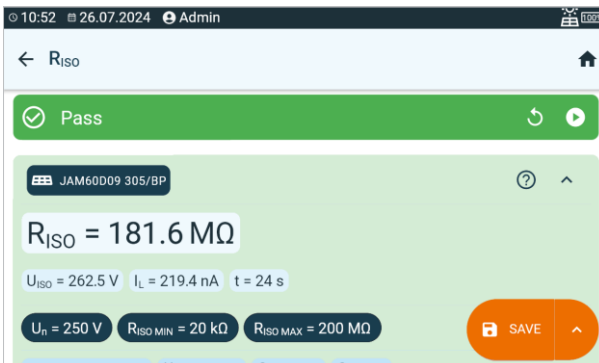 10:52 26.07.2024 Admin 100%
RISO
Pass
JAM60D09 305/BP
RISO = 181.6 MΩ
UISO = 262.5 V IL = 219.4 nA t = 24 s
Un = 250 V RISO MIN = 20 kΩ RISO MAX = 200 MΩ SAVE